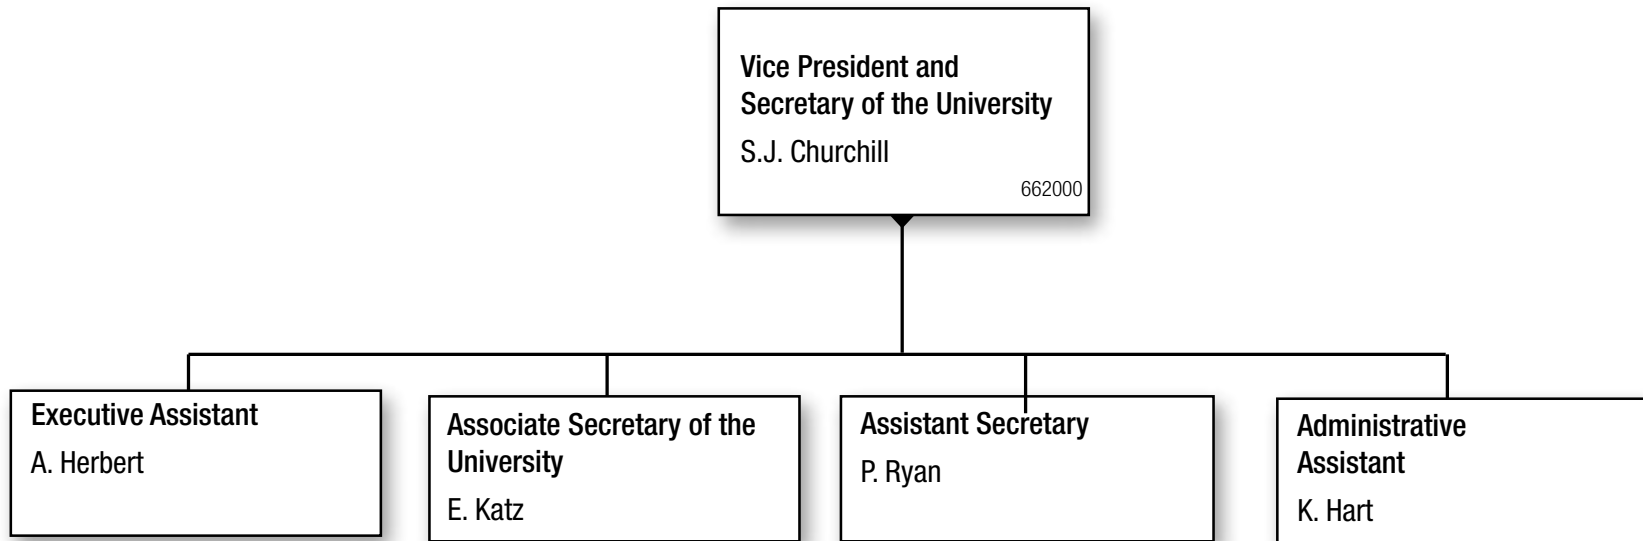 Vice President and
Secretary of the University
S.J. Churchill
662000
Executive Assistant
A. Herbert
Associate Secretary of the
University
E. Katz
Assistant Secretary
P. Ryan
Administrative
Assistant
K. Hart